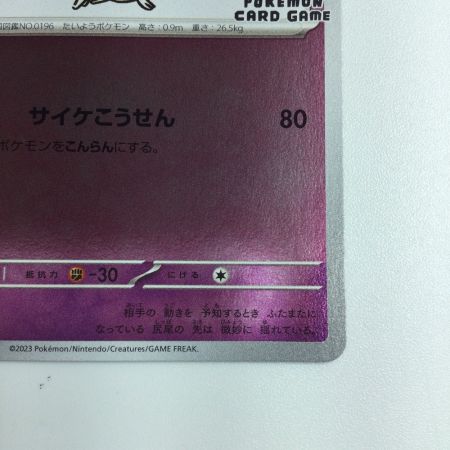 POKÉMON
CARD GAME
図鑑NO.0196 たいようポケモン 高さ：0.9m 重さ：26.5kg
サイケこうせん 80
ポケモンをこんらんにする。
抵抗力 -30 にげる
相手の 動きを 予知するとき ふたまたに
なっている 尻尾の 先は 微妙に 揺れている。
©2023 Pokémon/Nintendo/Creatures/GAME FREAK.